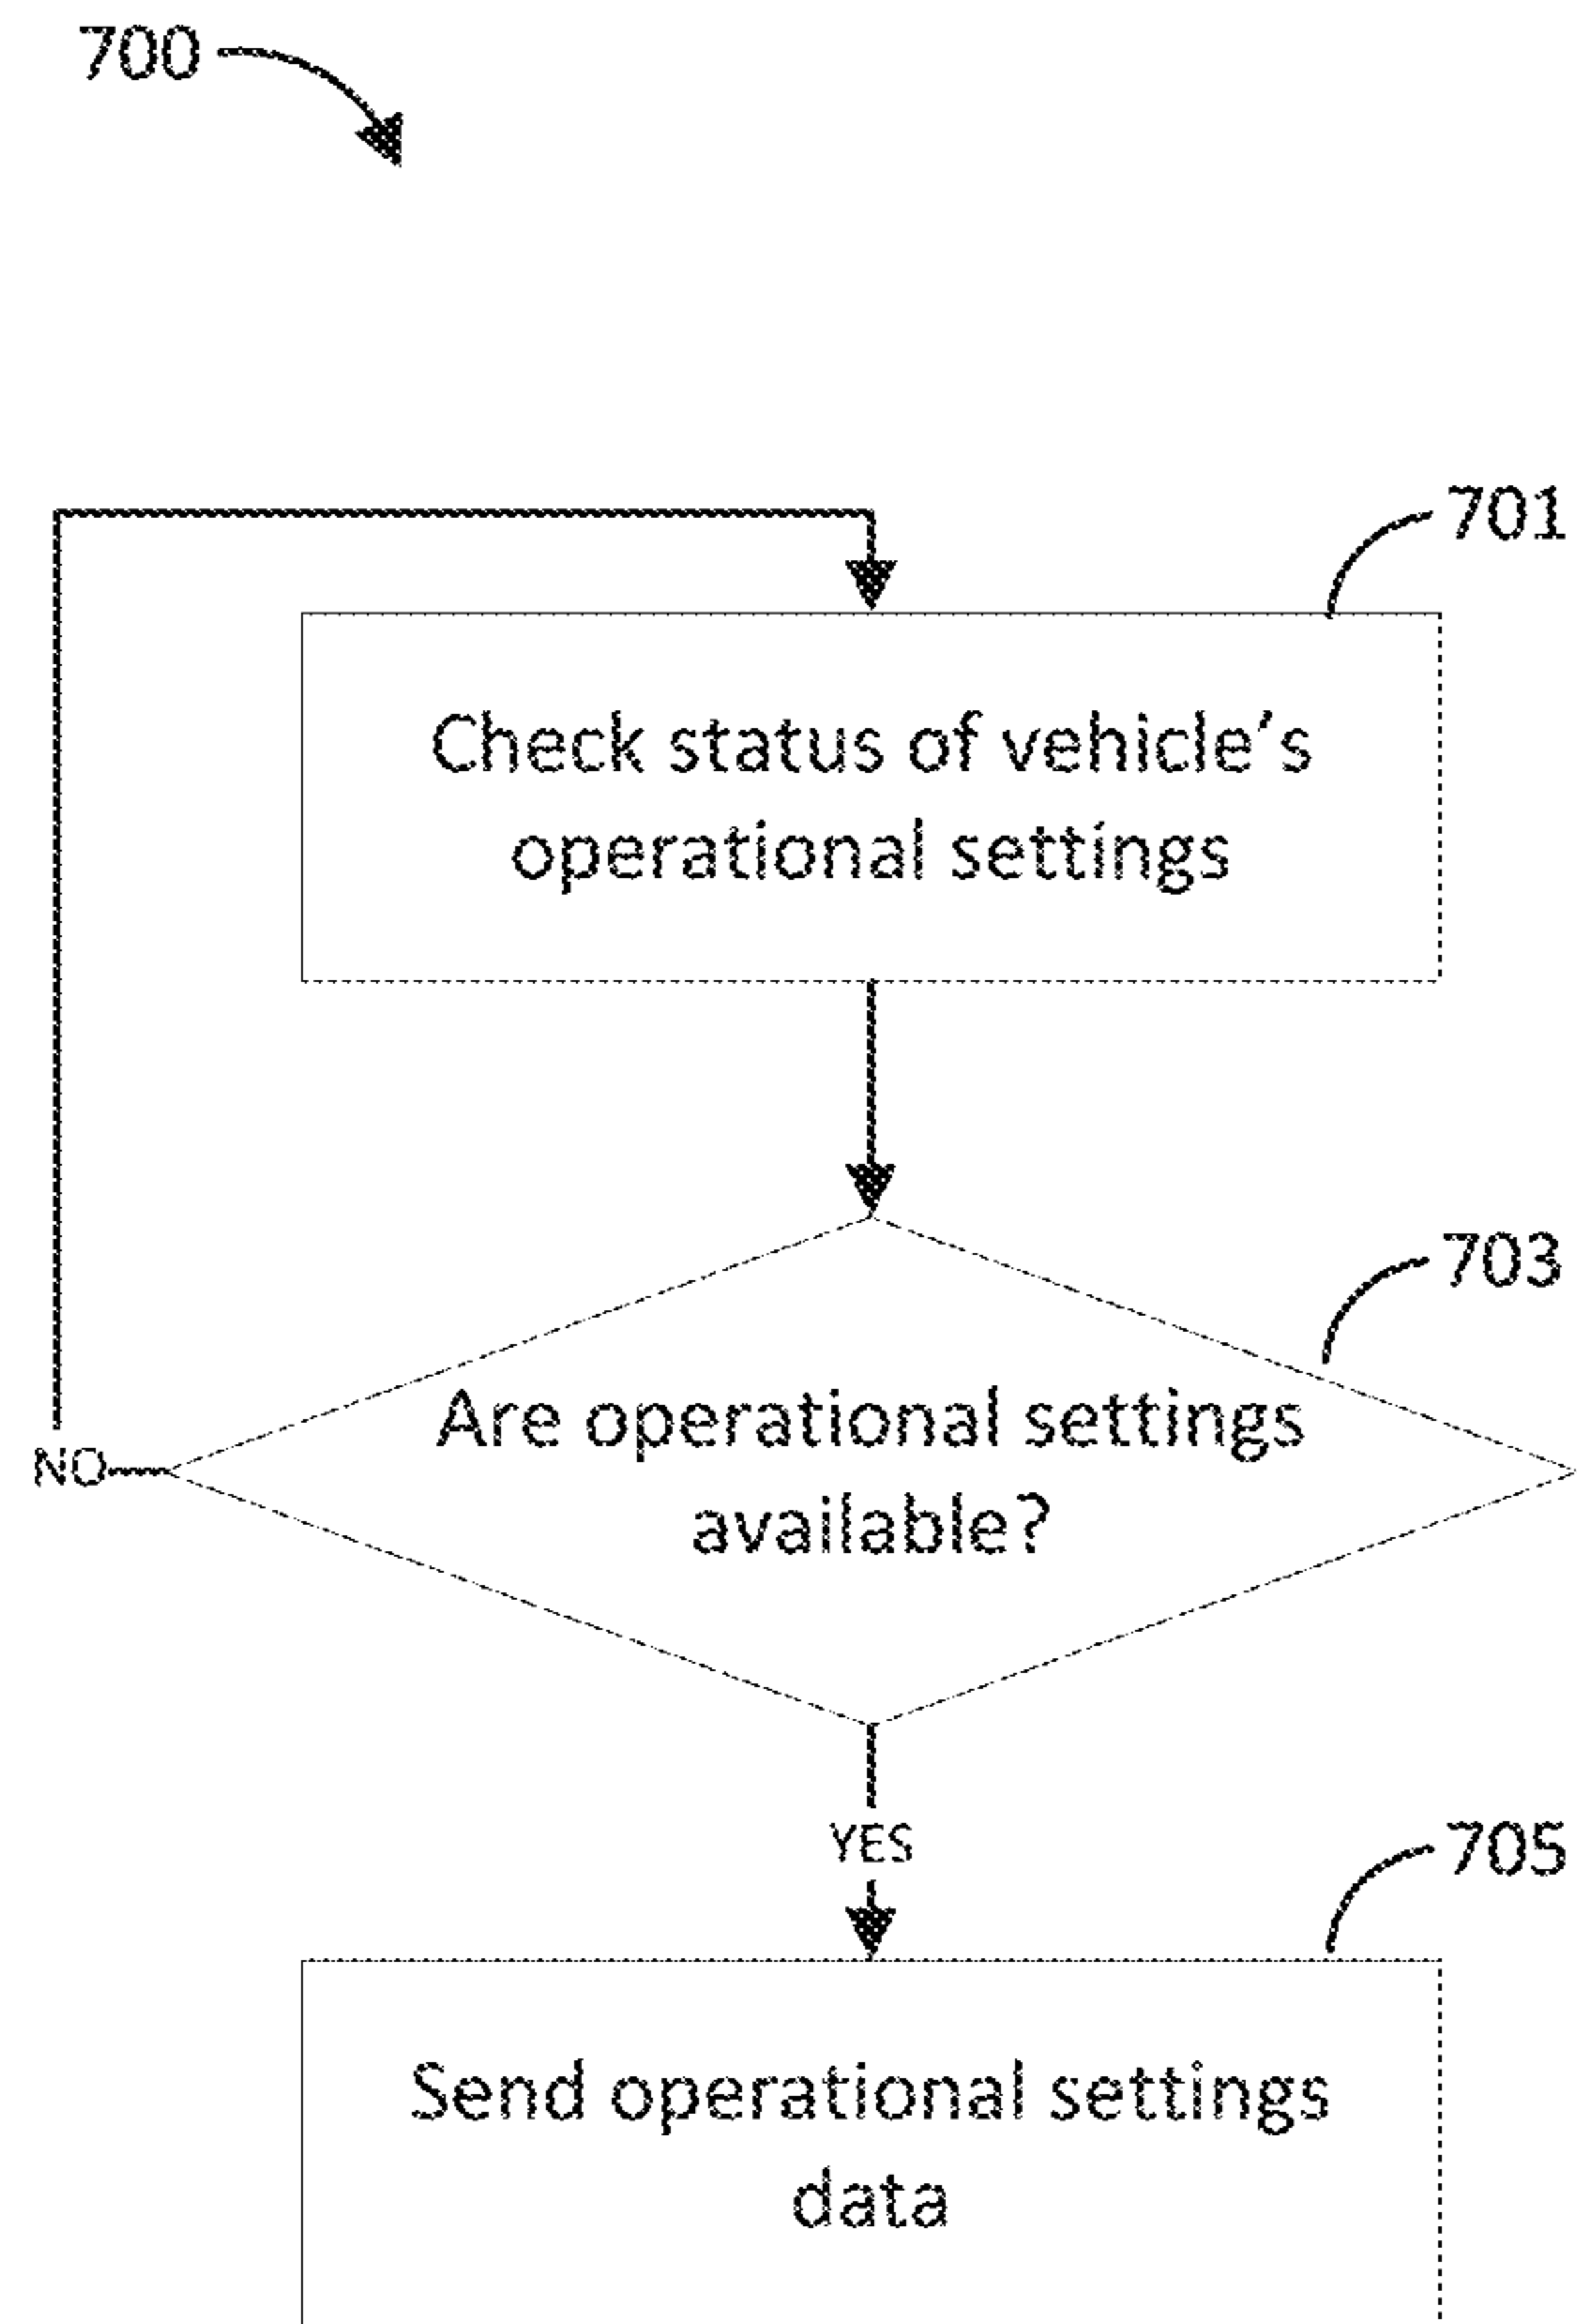 700
701
Check status of vehicle's
operational settings
703
Are operational settings
available?
NO
YES
705
Send operational settings
data